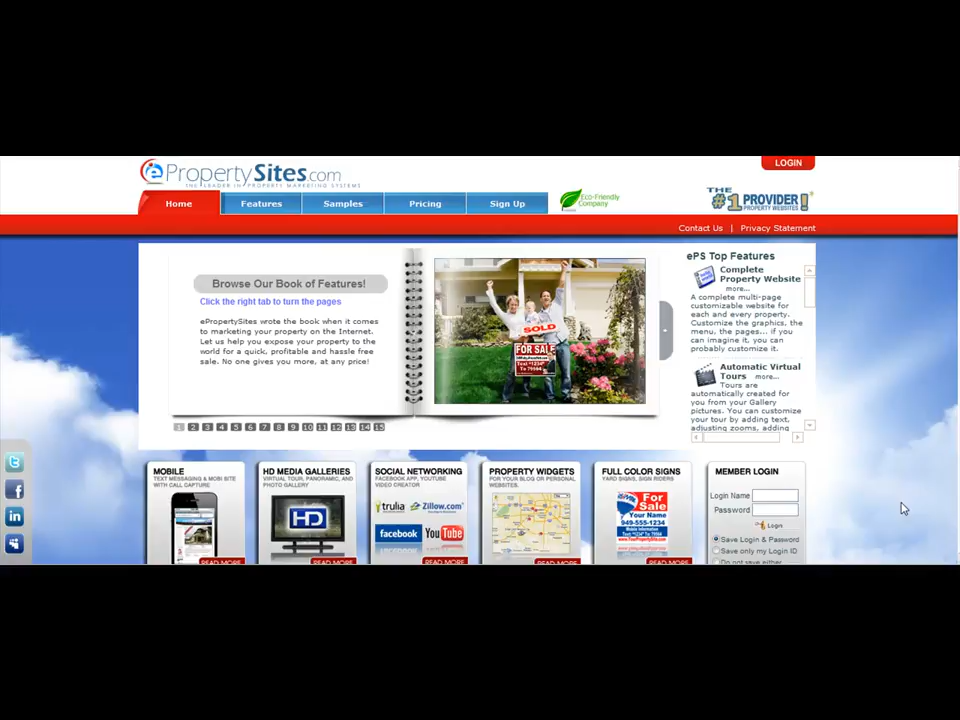 ePropertySites.com
THE LEADER IN PROPERTY MARKETING SYSTEMS
LOGIN
Home
Features
Samples
Pricing
Sign Up
Eco-Friendly
Company
THE
#1 PROVIDER!
PROPERTY WEBSITES
Contact Us | Privacy Statement
Browse Our Book of Features!
Click the right tab to turn the pages
ePropertySites wrote the book when it comes
to marketing your property on the Internet.
Let us help you expose your property to the
world for a quick, profitable and hassle free
sale. No one gives you more, at any price!
SOLD
FOR SALE
Text "1234"
To 79564
1 2 3 4 5 6 7 8 9 10 11 12 13 14 15
ePS Top Features
Complete
Property Website
more...
A complete multi-page
customizable website for
each and every property.
Customize the graphics, the
menu, the pages... if you
can imagine it, you can
probably customize it.
Automatic Virtual
Tours more...
Tours are
automatically created for
you from your Gallery
pictures. You can customize
your tour by adding text,
adjusting zooms, adding
MOBILE
TEXT MESSAGING & MOBI SITE
WITH CALL CAPTURE
READ MORE
HD MEDIA GALLERIES
VIRTUAL TOUR, PANORAMIC, AND
PHOTO GALLERY
HD
READ MORE
SOCIAL NETWORKING
FACEBOOK APP, YOUTUBE
VIDEO CREATOR
trulia
Zillow.com
facebook
YouTube
READ MORE
PROPERTY WIDGETS
FOR YOUR BLOG OR PERSONAL
WEBSITES.
READ MORE
FULL COLOR SIGNS
YARD SIGNS, SIGN RIDERS
RE/MAX
For
Sale
Your Name
949-555-1234
READ MORE
MEMBER LOGIN
Login Name
Password
Login
Save Login & Password
Save only my Login ID
Do not save either